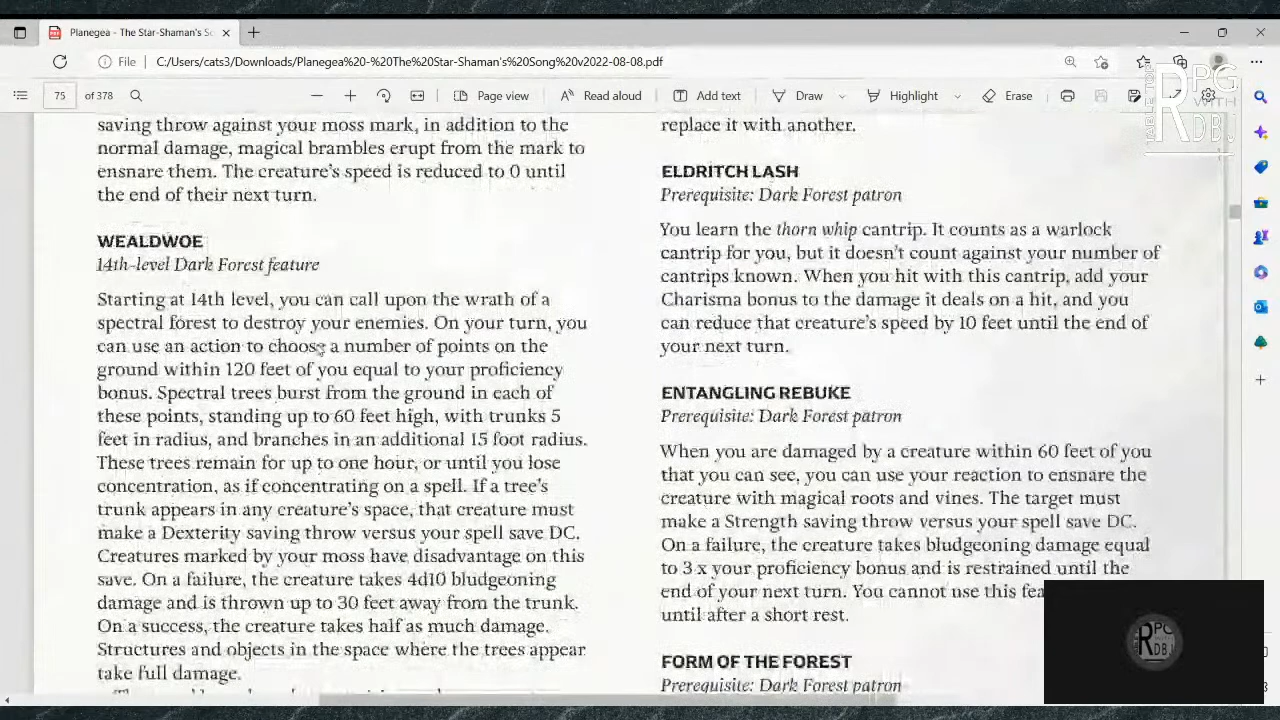 Planegea - The Star-Shaman's So
File
C:/Users/cats3/Downloads/Planegea%20-%20The%20Star-Shaman's%20Song%20v2022-08-08.pdf
75 of 378
Page view
Read aloud
Add text
Draw
Highlight
Erase
TABLE TOP
RPG
WITH
RDBJ
saving throw against your moss mark, in addition to the
normal damage, magical brambles erupt from the mark to
ensnare them. The creature's speed is reduced to 0 until
the end of their next turn.
WEALDWOE
14th-level Dark Forest feature
Starting at 14th level, you can call upon the wrath of a
spectral forest to destroy your enemies. On your turn, you
can use an action to choose a number of points on the
ground within 120 feet of you equal to your proficiency
bonus. Spectral trees burst from the ground in each of
these points, standing up to 60 feet high, with trunks 5
feet in radius, and branches in an additional 15 foot radius.
These trees remain for up to one hour, or until you lose
concentration, as if concentrating on a spell. If a tree's
trunk appears in any creature's space, that creature must
make a Dexterity saving throw versus your spell save DC.
Creatures marked by your moss have disadvantage on this
save. On a failure, the creature takes 4d10 bludgeoning
damage and is thrown up to 30 feet away from the trunk.
On a success, the creature takes half as much damage.
Structures and objects in the space where the trees appear
take full damage.
replace it with another.
ELDRITCH LASH
Prerequisite: Dark Forest patron
You learn the thorn whip cantrip. It counts as a warlock
cantrip for you, but it doesn't count against your number of
cantrips known. When you hit with this cantrip, add your
Charisma bonus to the damage it deals on a hit, and you
can reduce that creature's speed by 10 feet until the end of
your next turn.
ENTANGLING REBUKE
Prerequisite: Dark Forest patron
When you are damaged by a creature within 60 feet of you
that you can see, you can use your reaction to ensnare the
creature with magical roots and vines. The target must
make a Strength saving throw versus your spell save DC.
On a failure, the creature takes bludgeoning damage equal
to 3 x your proficiency bonus and is restrained until the
end of your next turn. You cannot use this fea
until after a short rest.
FORM OF THE FOREST
Prerequisite: Dark Forest patron
RPG
RDBJ